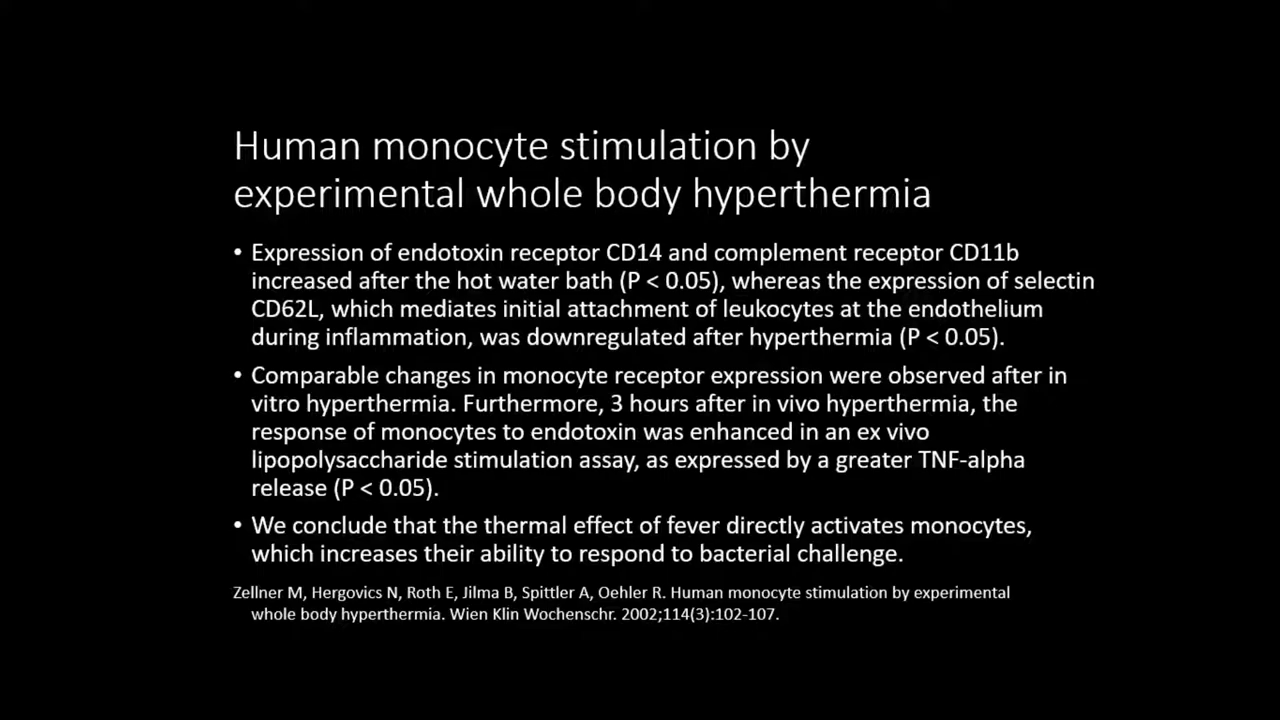 Human monocyte stimulation by
experimental whole body hyperthermia
• Expression of endotoxin receptor CD14 and complement receptor CD11b
increased after the hot water bath (P < 0.05), whereas the expression of selectin
CD62L, which mediates initial attachment of leukocytes at the endothelium
during inflammation, was downregulated after hyperthermia (P < 0.05).
• Comparable changes in monocyte receptor expression were observed after in
vitro hyperthermia. Furthermore, 3 hours after in vivo hyperthermia, the
response of monocytes to endotoxin was enhanced in an ex vivo
lipopolysaccharide stimulation assay, as expressed by a greater TNF-alpha
release (P < 0.05).
• We conclude that the thermal effect of fever directly activates monocytes,
which increases their ability to respond to bacterial challenge.
Zellner M, Hergovics N, Roth E, Jilma B, Spittler A, Oehler R. Human monocyte stimulation by experimental
whole body hyperthermia. Wien Klin Wochenschr. 2002;114(3):102-107.